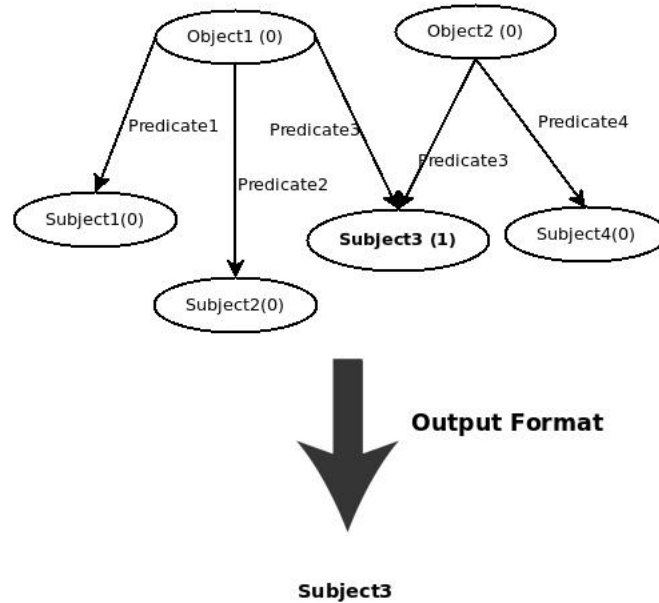 Object1 (0)
Object2 (0)
Predicate1
Predicate3
Predicate4
Predicate3
Predicate2
Subject1(0)
Subject3 (1)
Subject4(0)
Subject2(0)
Output Format
Subject3